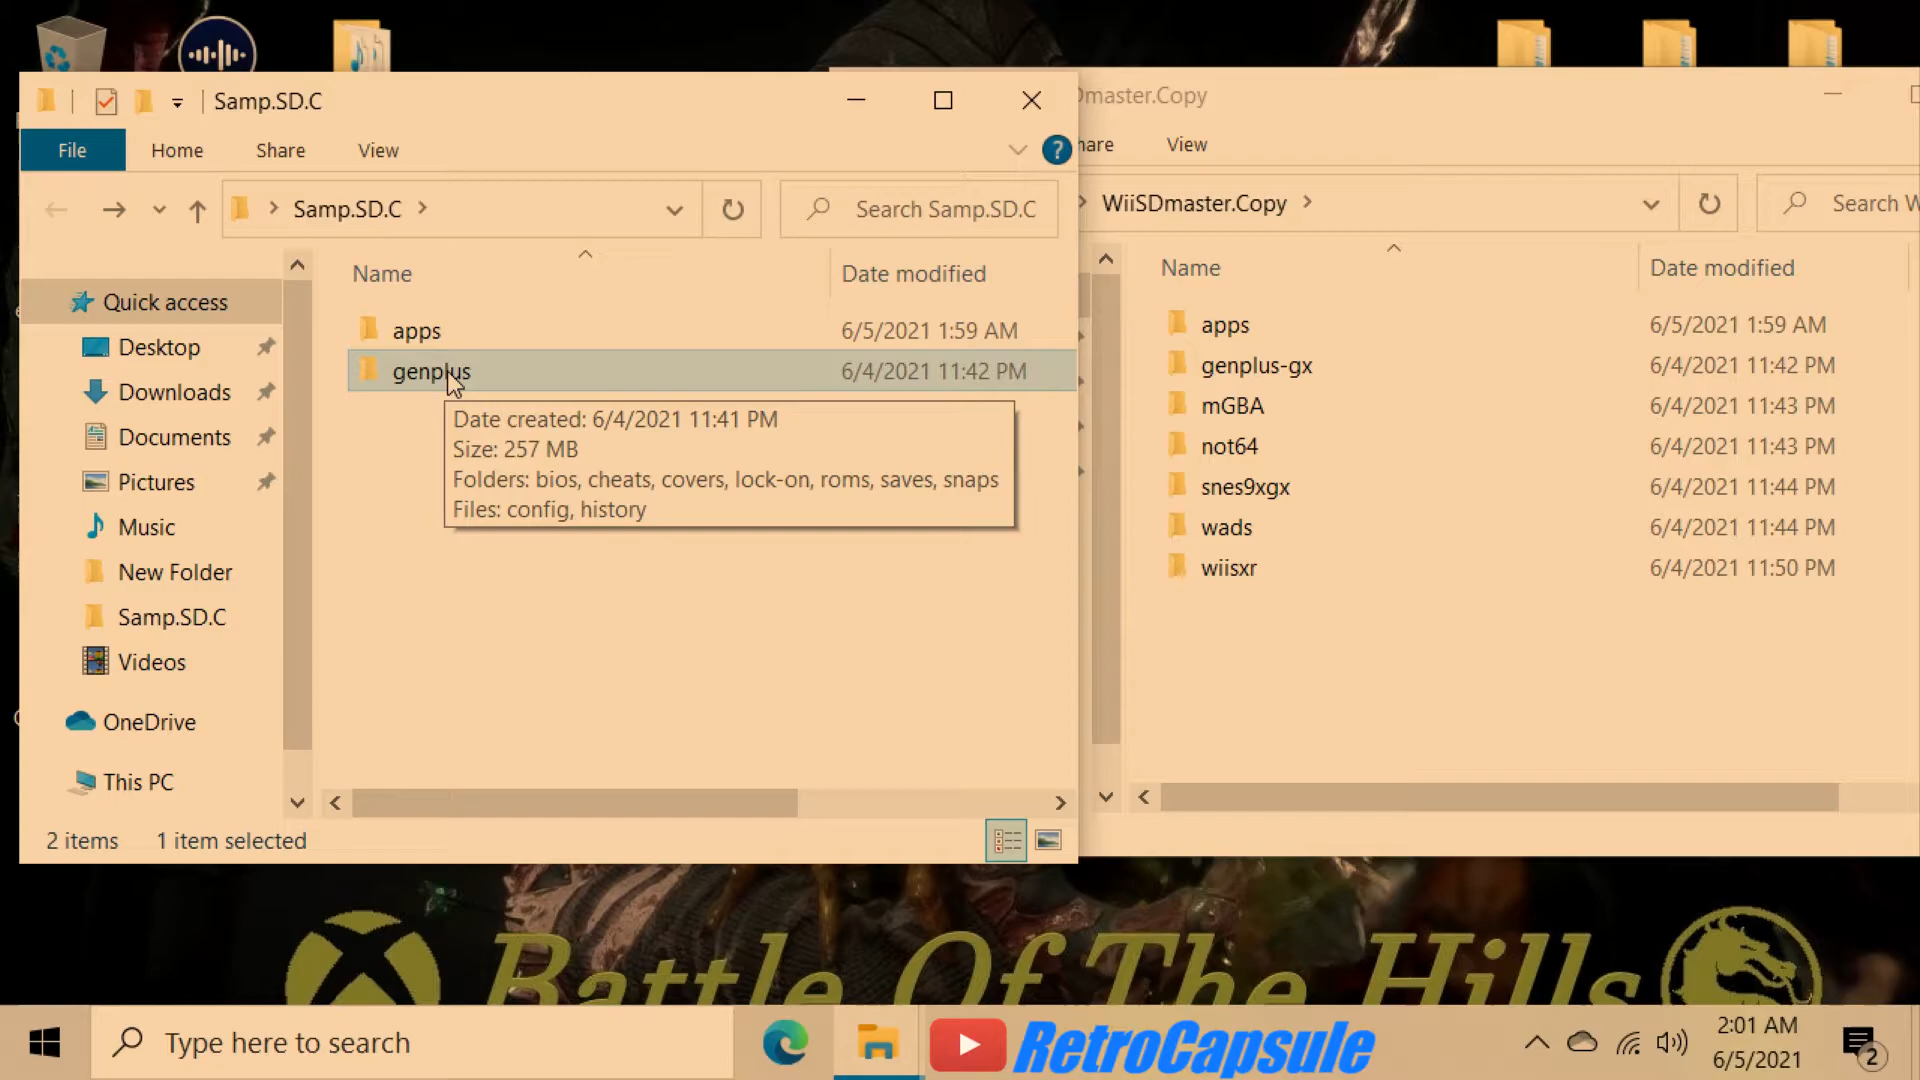 Samp.SD.C
File Home Share View
Samp.SD.C
Search Samp.SD.C
Name Date modified
apps 6/5/2021 1:59 AM
genplus 6/4/2021 11:42 PM
Date created: 6/4/2021 11:41 PM
Size: 257 MB
Folders: bios, cheats, covers, lock-on, roms, saves, snaps
Files: config, history
Quick access
Desktop
Downloads
Documents
Pictures
Music
New Folder
Samp.SD.C
Videos
OneDrive
This PC
2 items 1 item selected
Dmaster.Copy
hare View
WiiSDmaster.Copy
Search W
Name Date modified
apps 6/5/2021 1:59 AM
genplus-gx 6/4/2021 11:42 PM
mGBA 6/4/2021 11:43 PM
not64 6/4/2021 11:43 PM
snes9xgx 6/4/2021 11:44 PM
wads 6/4/2021 11:44 PM
wiisxr 6/4/2021 11:50 PM
Battle Of The Hills
Type here to search
RetroCapsule
2:01 AM
6/5/2021
2